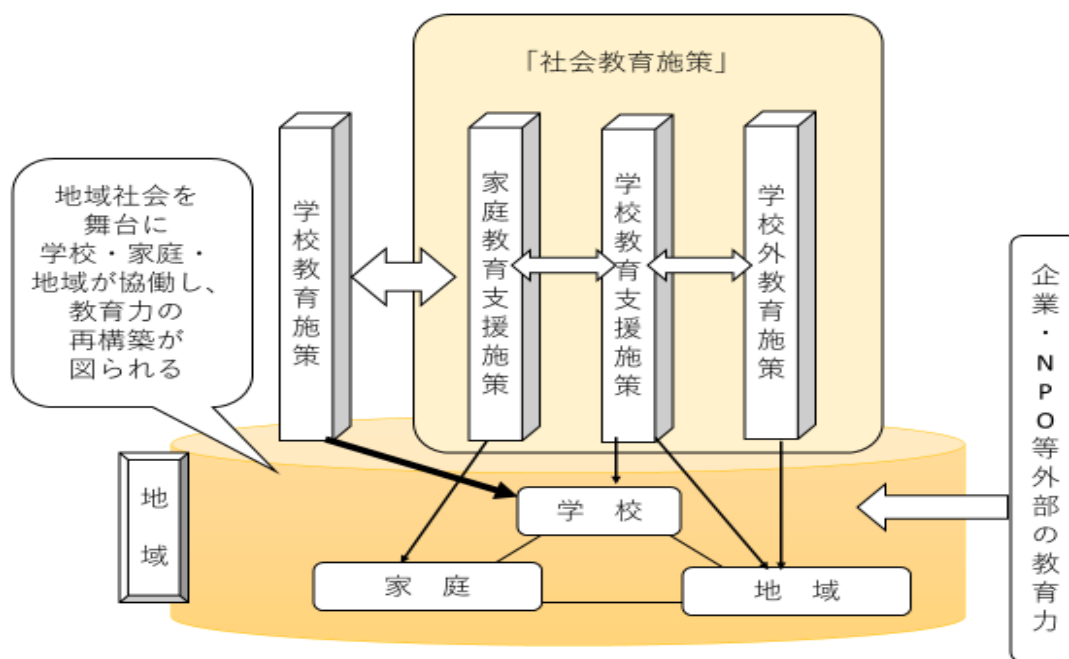 「社会教育施策」
学校教育施策
家庭教育支援施策
学校教育支援施策
学校外教育施策
地域社会を
舞台に
学校・家庭・
地域が協働し、
教育力の
再構築が
図られる
企業・NPO等外部の教育力
地域
学校
家庭
地域